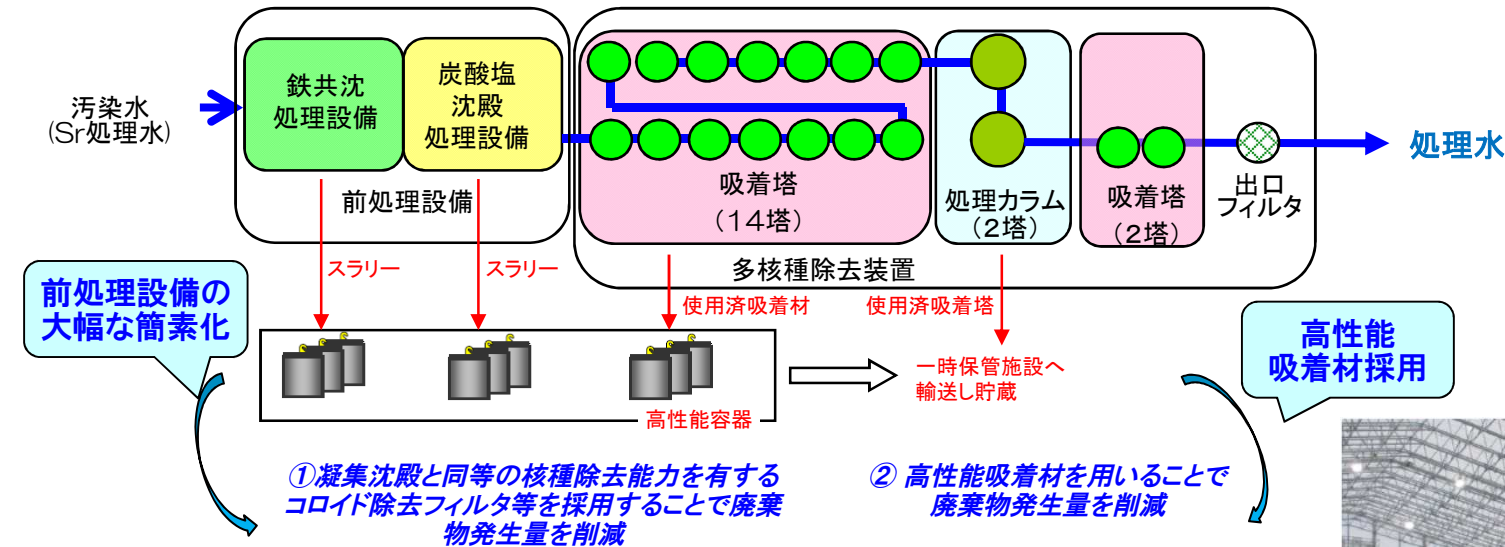 汚染水
(Sr処理水)
鉄共沈
処理設備
炭酸塩
沈殿
処理設備
前処理設備
吸着塔
（14塔）
処理カラム
（2塔）
吸着塔
（2塔）
出口
フィルタ
処理水
多核種除去装置
スラリー
スラリー
使用済吸着材
使用済吸着塔
前処理設備の
大幅な簡素化
高性能
吸着材採用
一時保管施設へ
輸送し貯蔵
高性能容器
①凝集沈殿と同等の核種除去能力を有する
コロイド除去フィルタ等を採用することで廃棄
物発生量を削減
② 高性能吸着材を用いることで
廃棄物発生量を削減